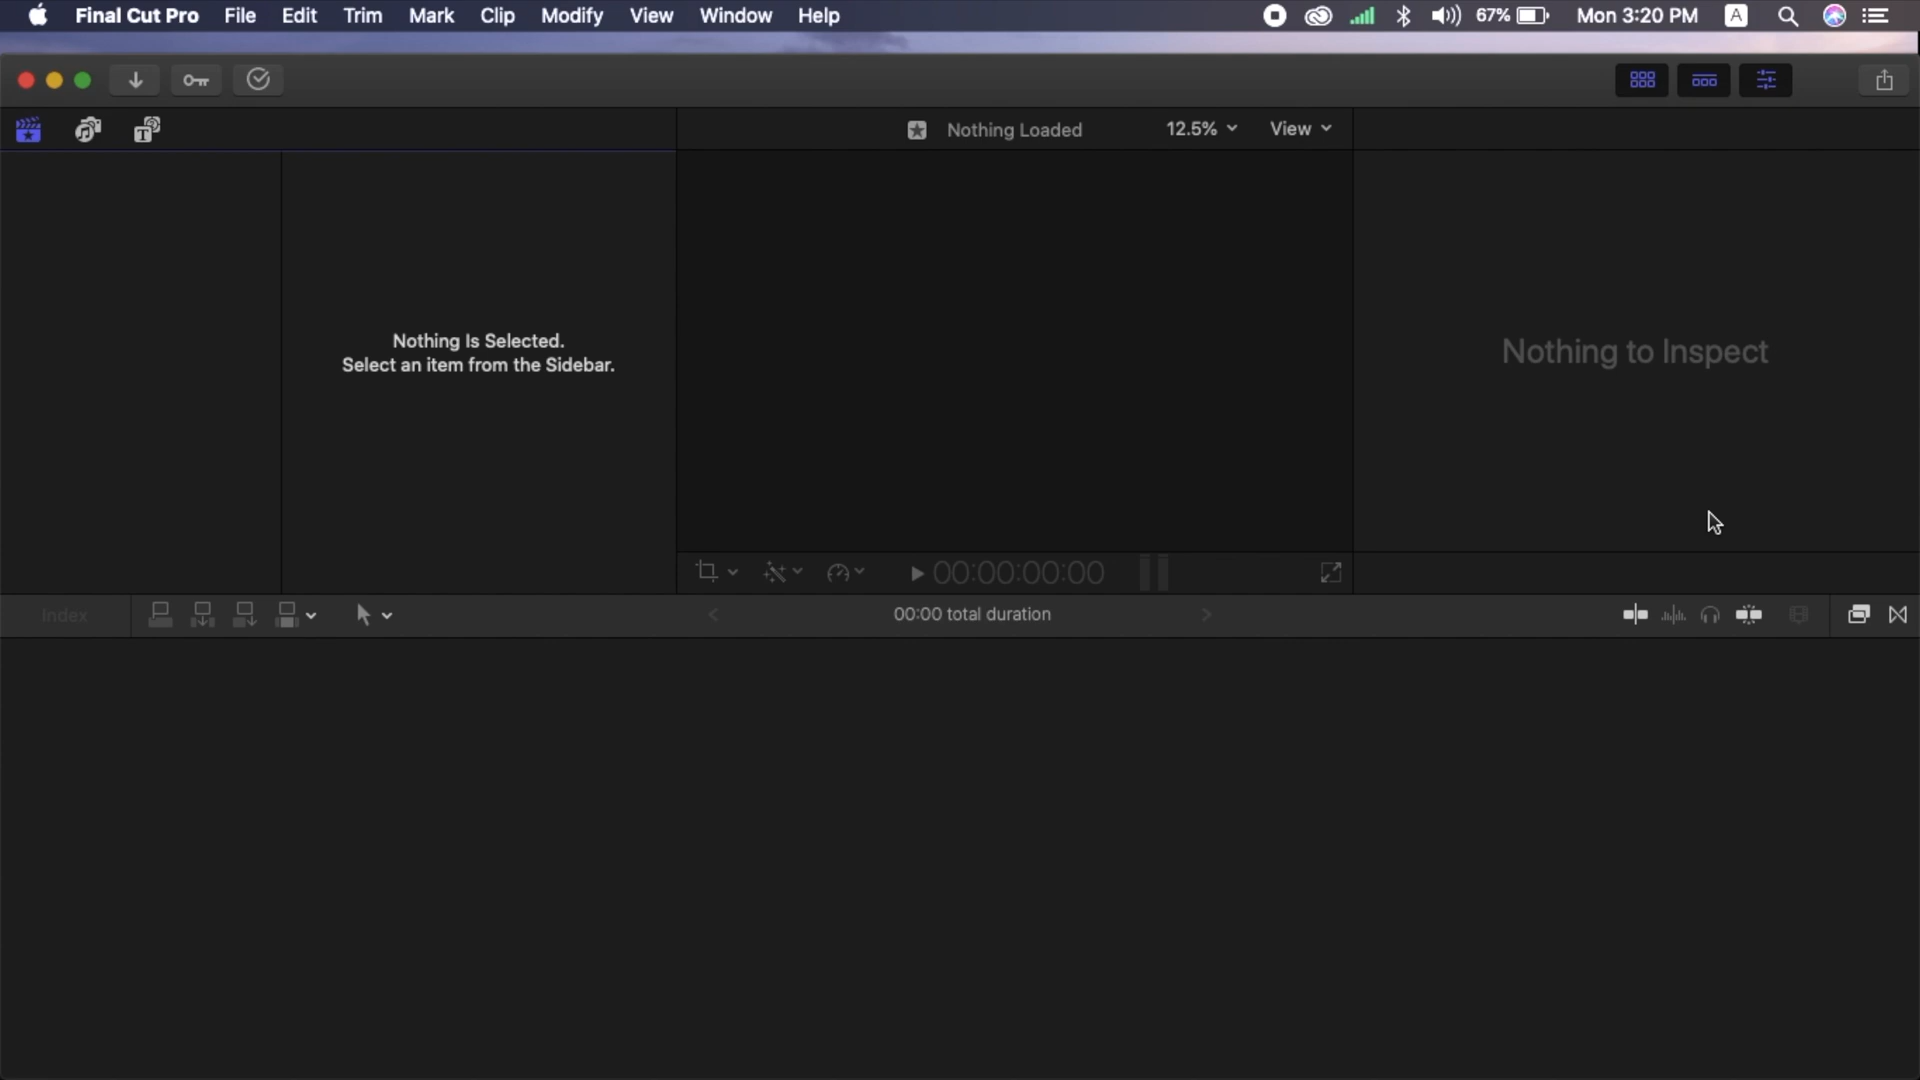 Final Cut Pro File Edit Trim Mark Clip Modify View Window Help 67% Mon 3:20 PM A
Nothing Loaded 12.5% View
T
Nothing Is Selected.
Select an item from the Sidebar.
Nothing to Inspect
00:00:00:00
Index 00:00 total duration